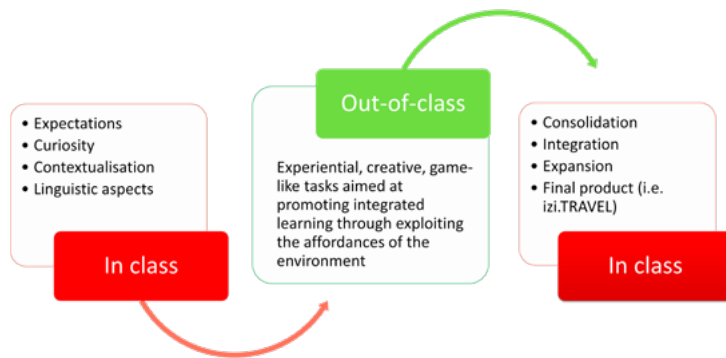 • Expectations
• Curiosity
• Contextualisation
• Linguistic aspects
In class
Out-of-class
Experiential, creative, game-
like tasks aimed at
promoting integrated
learning through exploiting
the affordances of the
environment
• Consolidation
• Integration
• Expansion
• Final product (i.e.
izi.TRAVEL)
In class